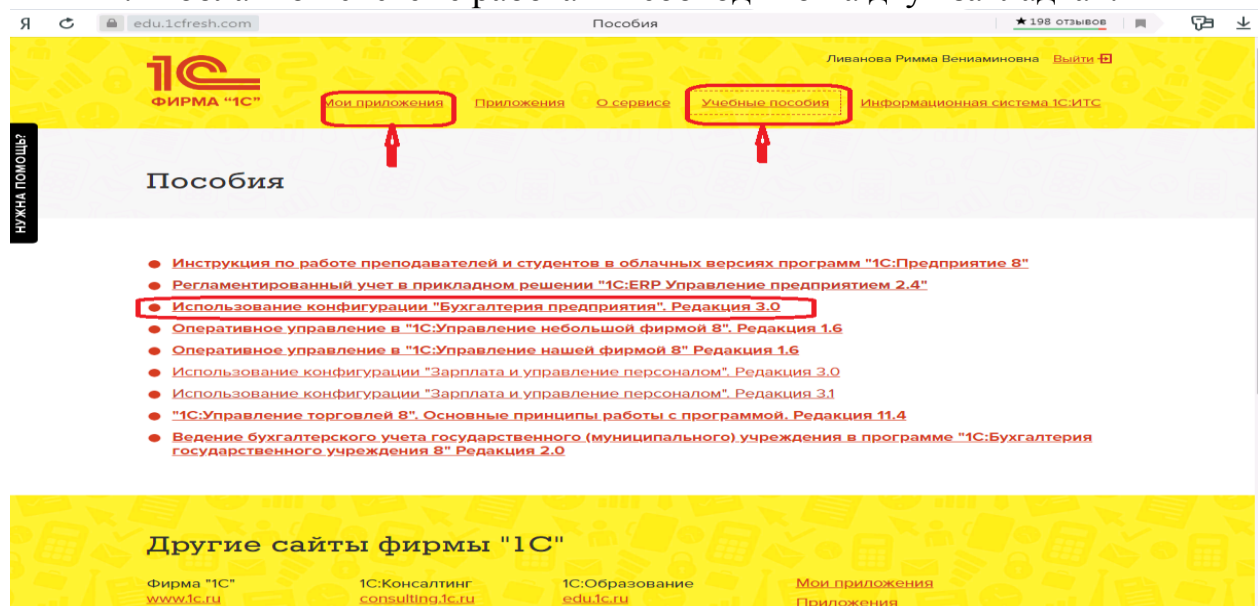 Я edu.1cfresh.com Пособия ★198 отзывов
Ливанова Римма Вениаминовна Выйти
1С
ФИРМА "1С"
Мои приложения Приложения О сервисе Учебные пособия Информационная система 1С:ИТС
НУЖНА ПОМОЩЬ?
Пособия
Инструкция по работе преподавателей и студентов в облачных версиях программ "1С:Предприятие 8"
Регламентированный учет в прикладном решении "1С:ERP Управление предприятием 2.4"
Использование конфигурации "Бухгалтерия предприятия". Редакция 3.0
Оперативное управление в "1С:Управление небольшой фирмой 8". Редакция 1.6
Оперативное управление в "1С:Управление нашей фирмой 8" Редакция 1.6
Использование конфигурации "Зарплата и управление персоналом". Редакция 3.0
Использование конфигурации "Зарплата и управление персоналом". Редакция 3.1
"1С:Управление торговлей 8". Основные принципы работы с программой. Редакция 11.4
Ведение бухгалтерского учета государственного (муниципального) учреждения в программе "1С:Бухгалтерия
государственного учреждения 8" Редакция 2.0
Другие сайты фирмы "1С"
Фирма "1С" 1С:Консалтинг 1С:Образование Мои приложения
www.1c.ru consulting.1c.ru edu.1c.ru Приложения